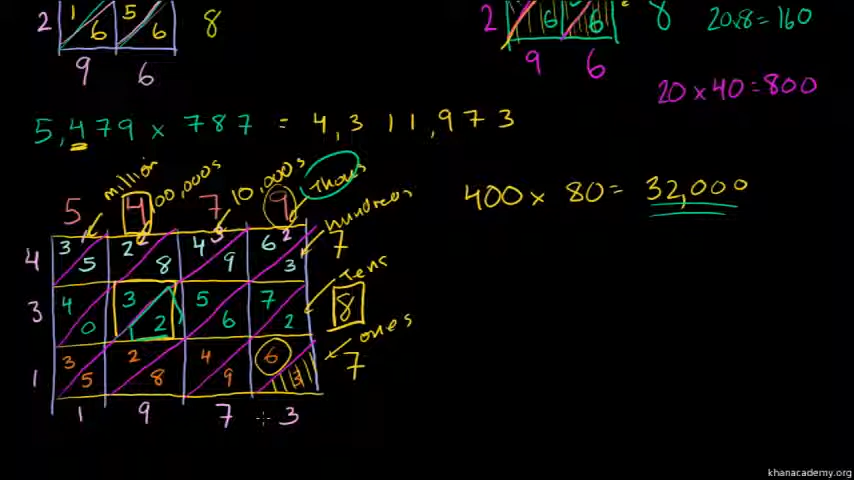 2 1 6 5 6 8
9 6
2 6 6 8
9 6
20x8=160
20 x 40=800
5,479 x 787 = 4,311,973
million 100,000s 10,000s Thous
5 4 7 9 hundreds
4 3 5 2 8 4 9 6 3 7
Tens
3 4 0 3 2 5 6 7 2 8
ones
1 3 5 2 8 4 9 6 3 7
1 9 7 3
400 x 80= 32,000
khanacademy.org